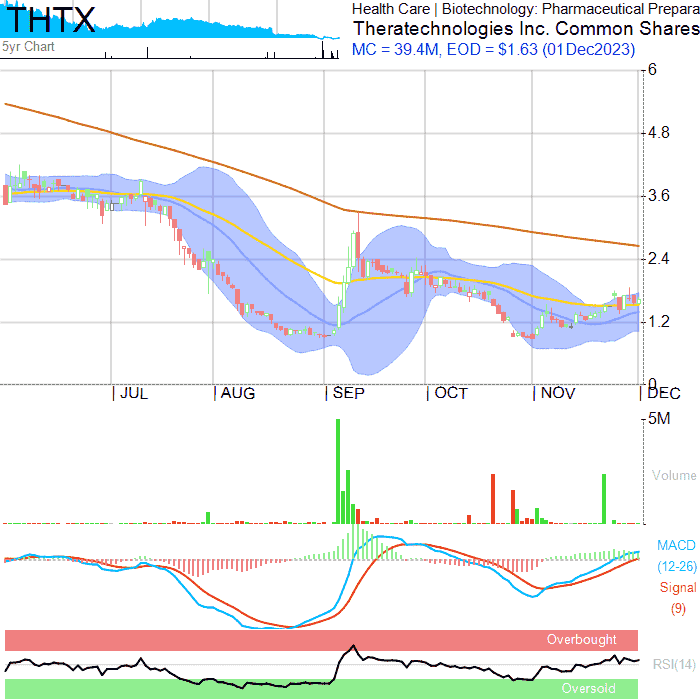 THTX
Health Care | Biotechnology: Pharmaceutical Prepara
Theratechnologies Inc. Common Shares
5yr Chart
MC = 39.4M, EOD = $1.63 (01Dec2023)
6
4.8
3.6
2.4
1.2
0
JUL
AUG
SEP
OCT
NOV
DEC
5M
Volume
MACD
(12-26)
Signal
(9)
Overbought
RSI(14)
Oversold